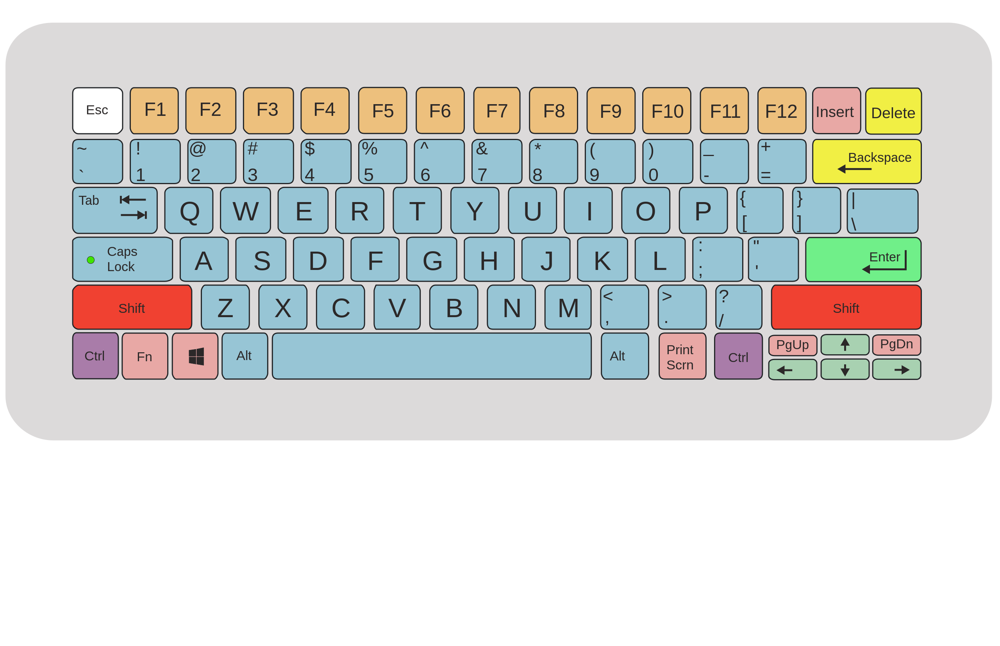 Esc F1 F2 F3 F4 F5 F6 F7 F8 F9 F10 F11 F12 Insert Delete
~ ! @ # $ % ^ & * ( ) _ + Backspace
` 1 2 3 4 5 6 7 8 9 0 - =
Tab Q W E R T Y U I O P { } |
[ ] \
Caps A S D F G H J K L : " Enter
Lock ; '
Shift Z X C V B N M < > ? Shift
, . /
Ctrl Fn Alt Alt Print Ctrl PgUp PgDn
Scrn